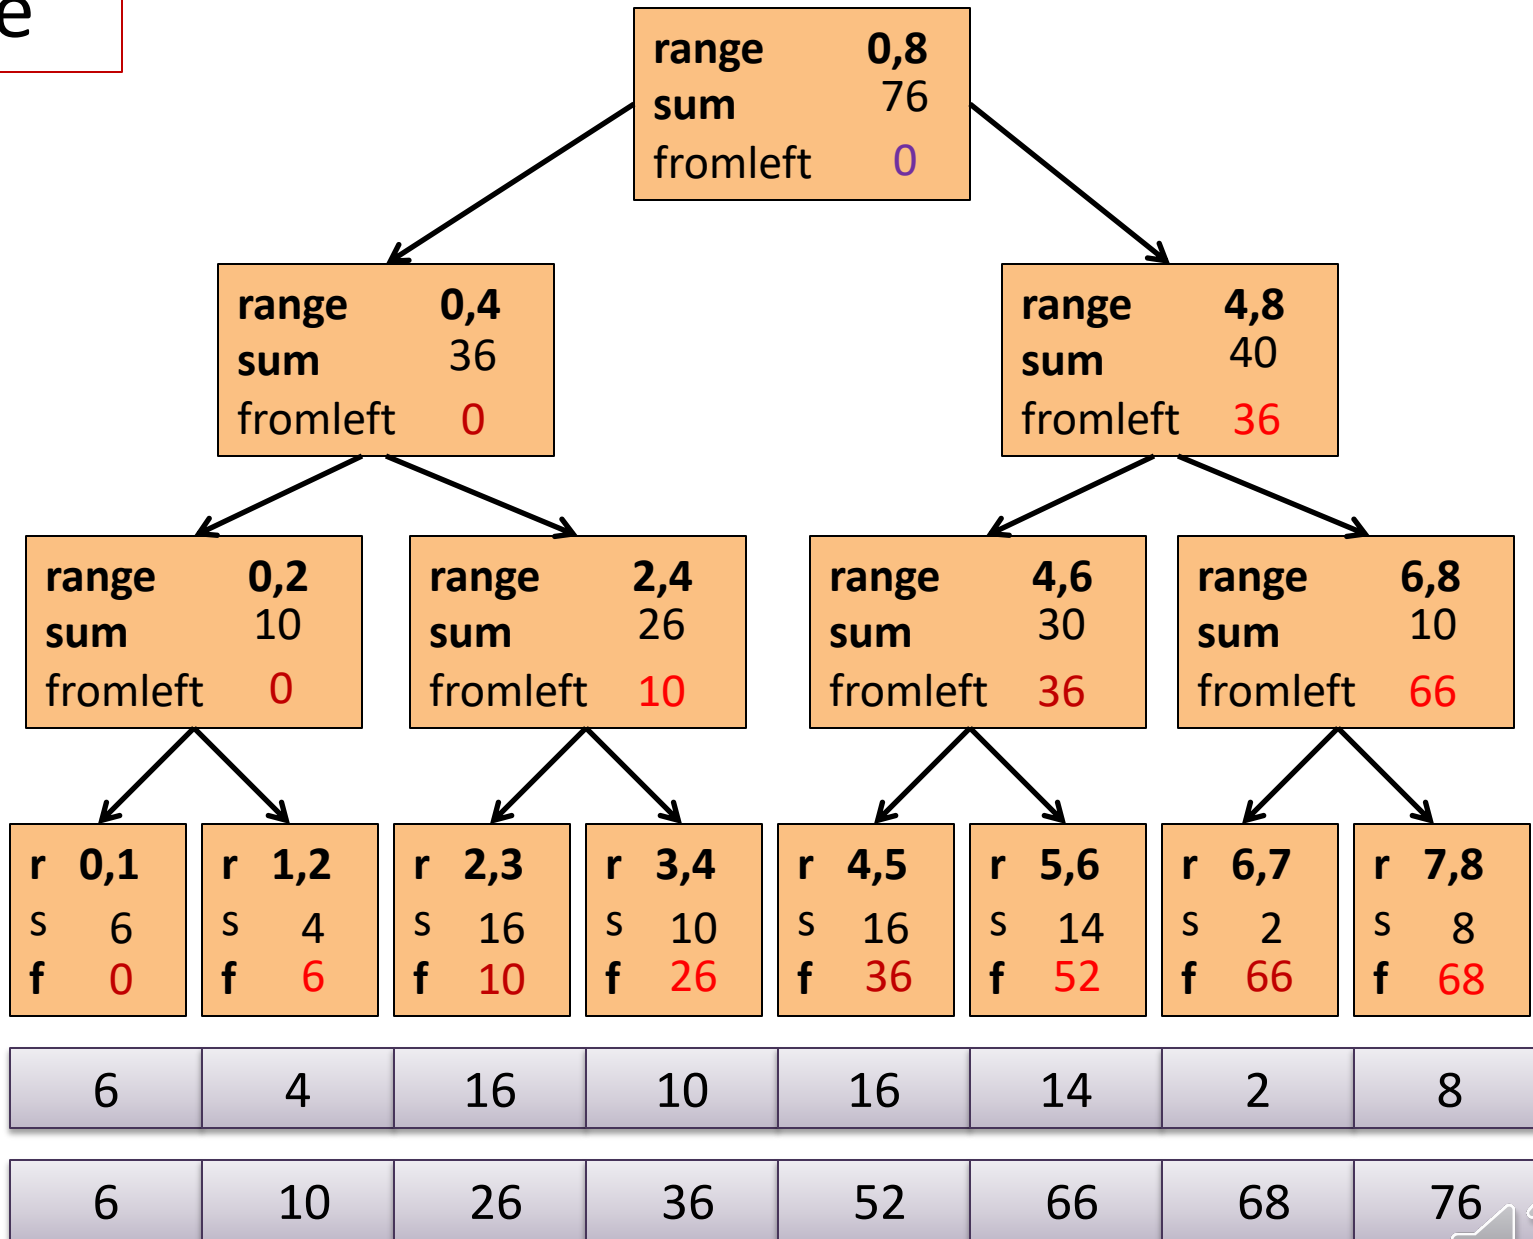 e
range 0,8
sum 76
fromleft 0
range 0,4
sum 36
fromleft 0
range 4,8
sum 40
fromleft 36
range 0,2
sum 10
fromleft 0
range 2,4
sum 26
fromleft 10
range 4,6
sum 30
fromleft 36
range 6,8
sum 10
fromleft 66
r 0,1
s 6
f 0
r 1,2
s 4
f 6
r 2,3
s 16
f 10
r 3,4
s 10
f 26
r 4,5
s 16
f 36
r 5,6
s 14
f 52
r 6,7
s 2
f 66
r 7,8
s 8
f 68
6 4 16 10 16 14 2 8
6 10 26 36 52 66 68 76